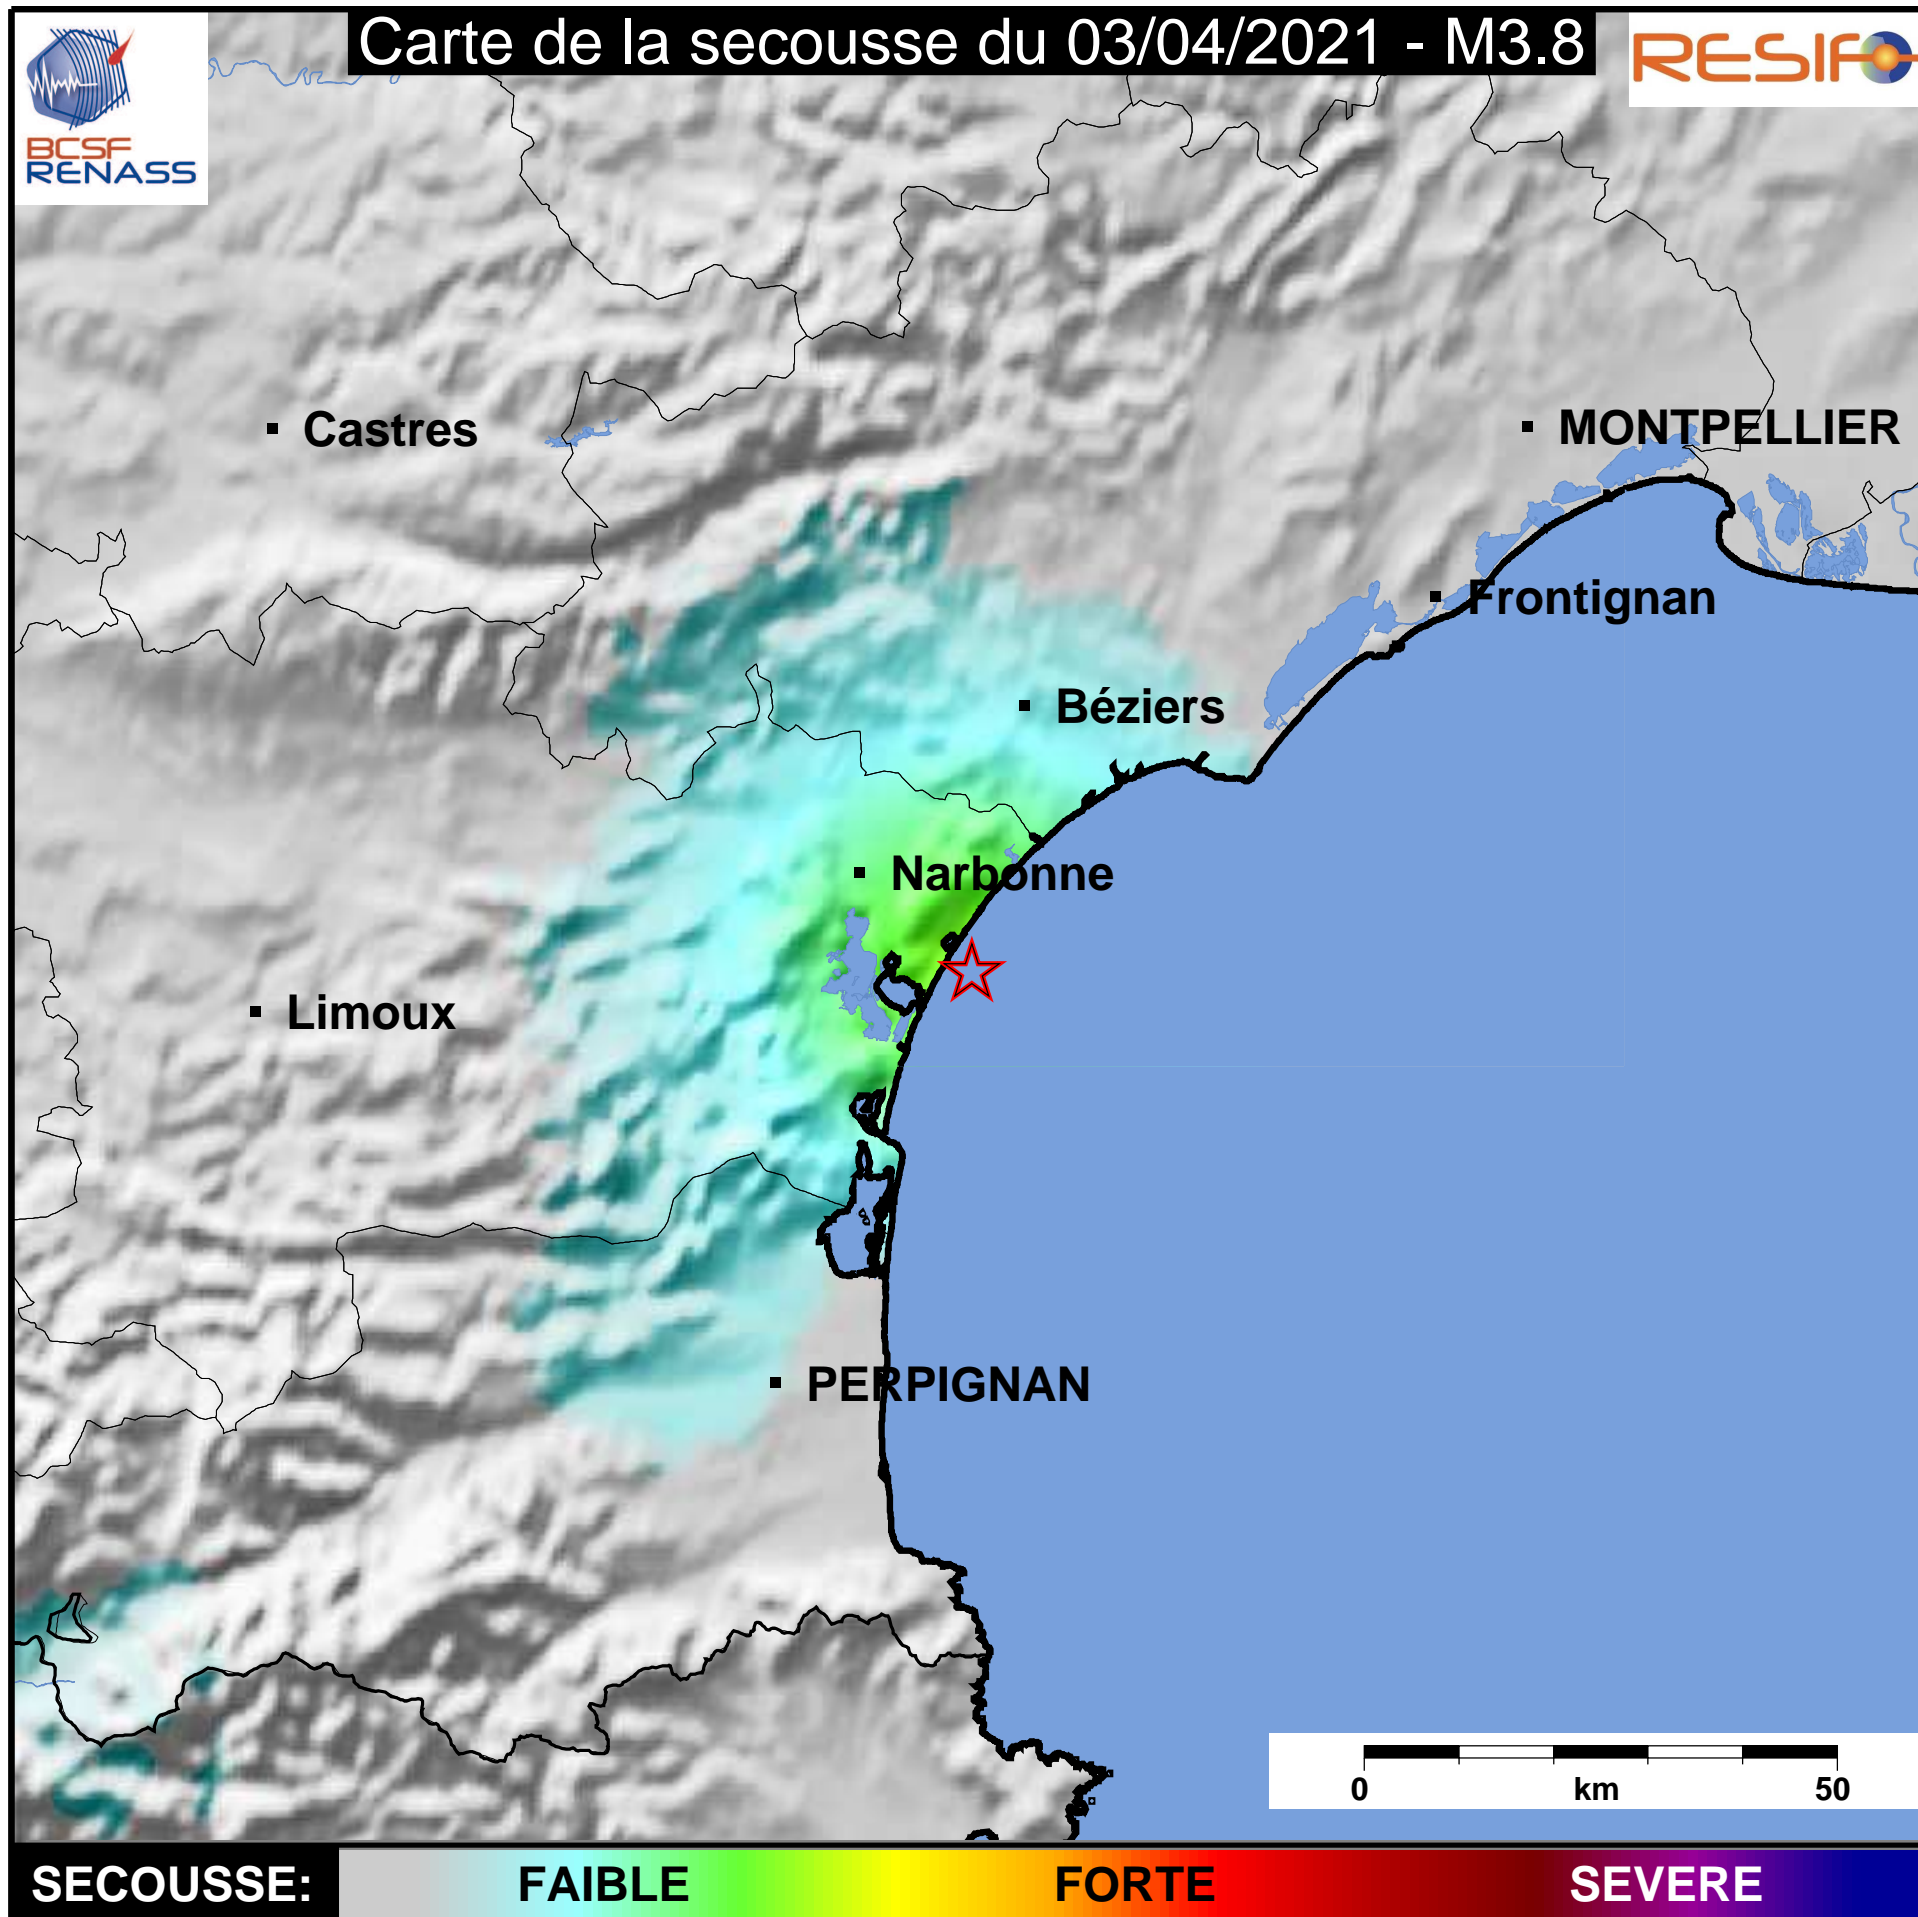 Carte de la secousse du 03/04/2021 - M3.8
BCSF
RENASS
RESIF
Castres
MONTPELLIER
Frontignan
Béziers
Narbonne
Limoux
PERPIGNAN
0 km 50
SECOUSSE: FAIBLE FORTE SEVERE